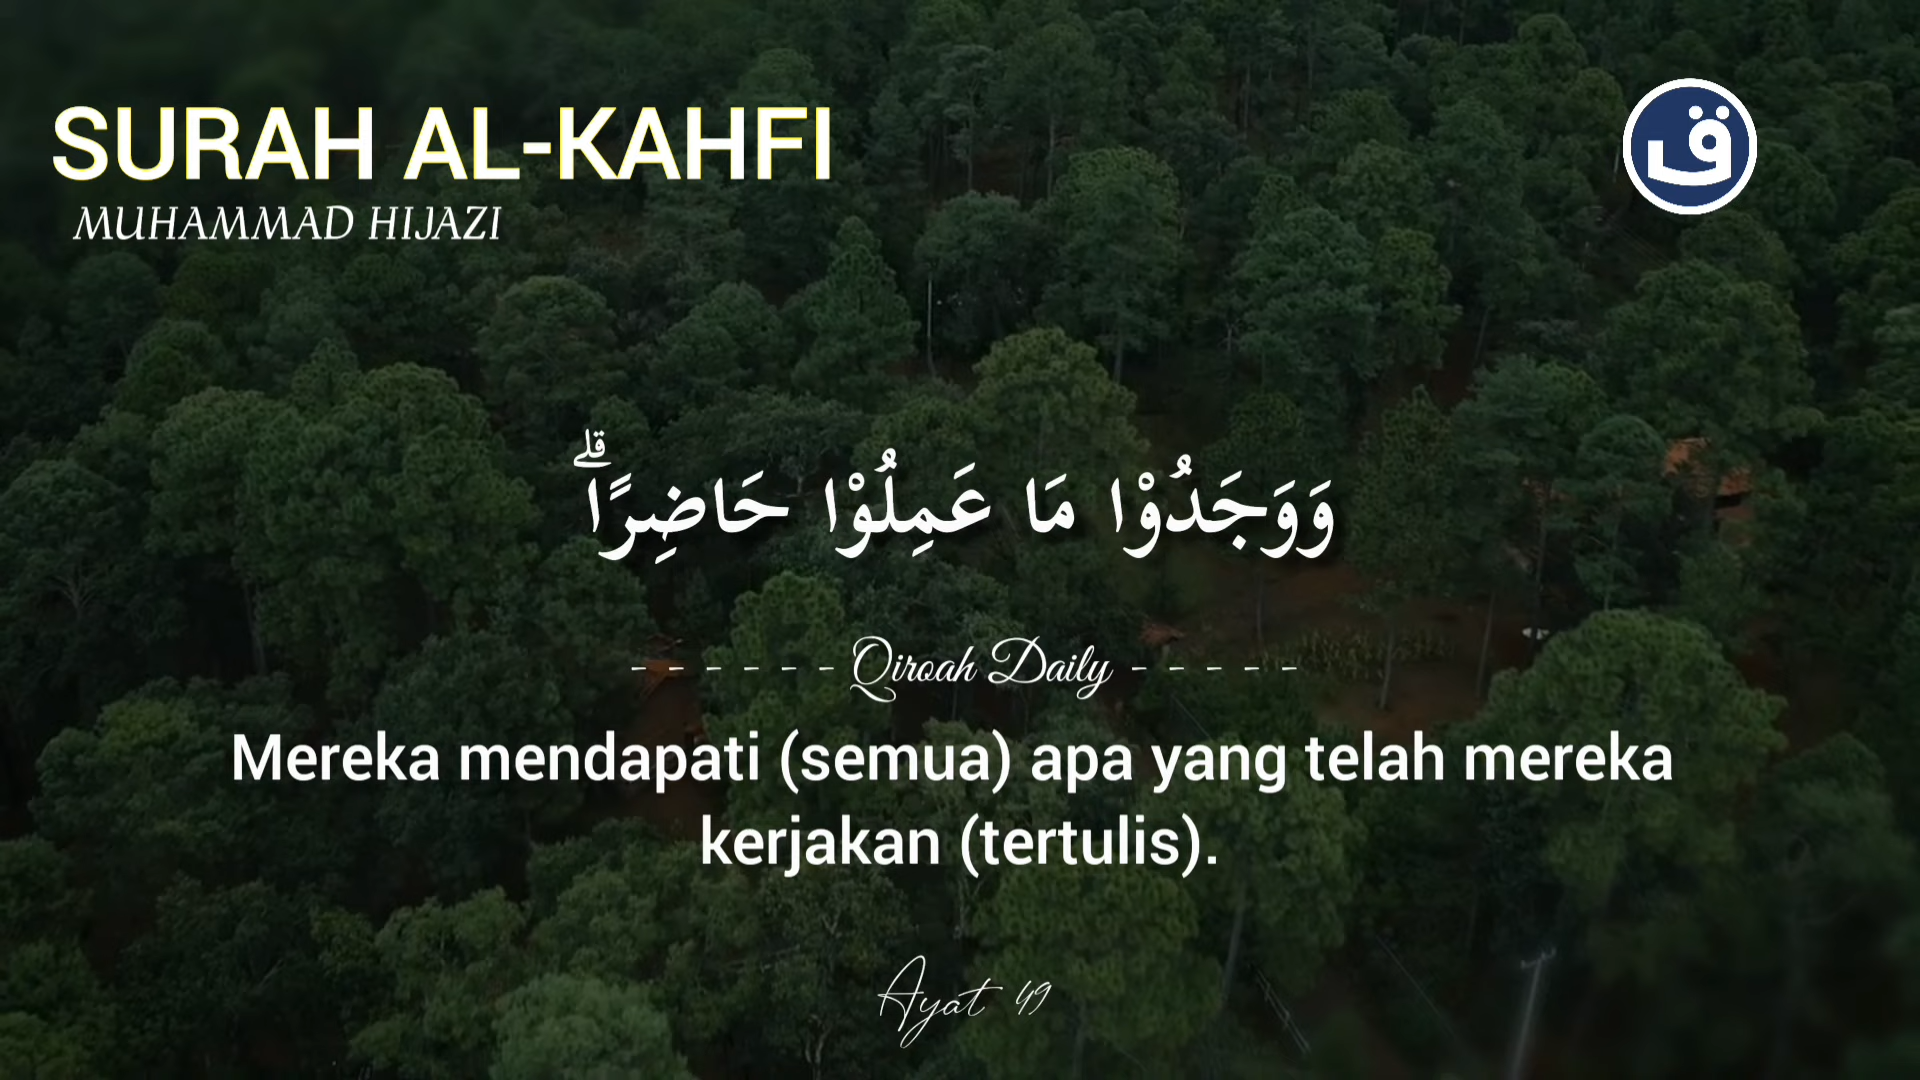 SURAH AL-KAHFI
MUHAMMAD HIJAZI
ق
وَوَجَدُوْا مَا عَمِلُوْا حَاضِرًاۗ
- - - - - - Qiroah Daily - - - - -
Mereka mendapati (semua) apa yang telah mereka
kerjakan (tertulis).
Ayat 49